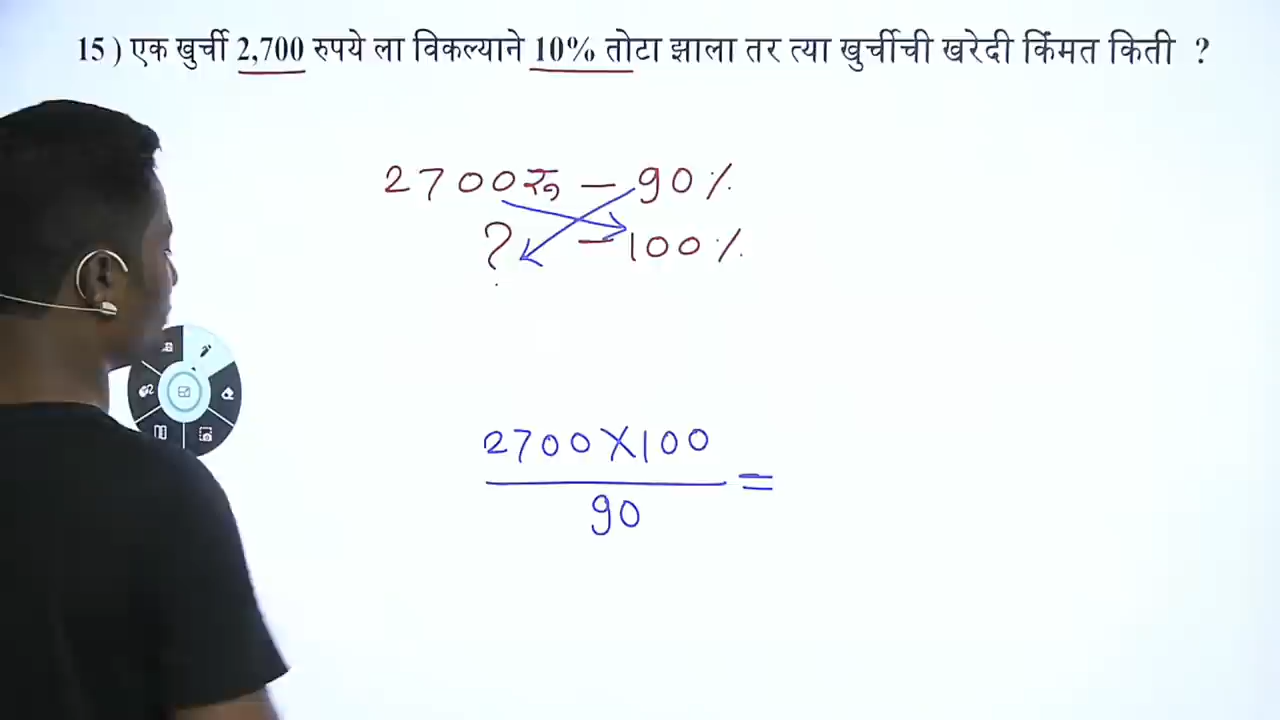 15 ) एक खुर्ची 2,700 रुपये ला विकल्याने 10% तोटा झाला तर त्या खुर्चीची खरेदी किंमत किती ?
2700रु – 90%
? – 100%
2700X100
90
=